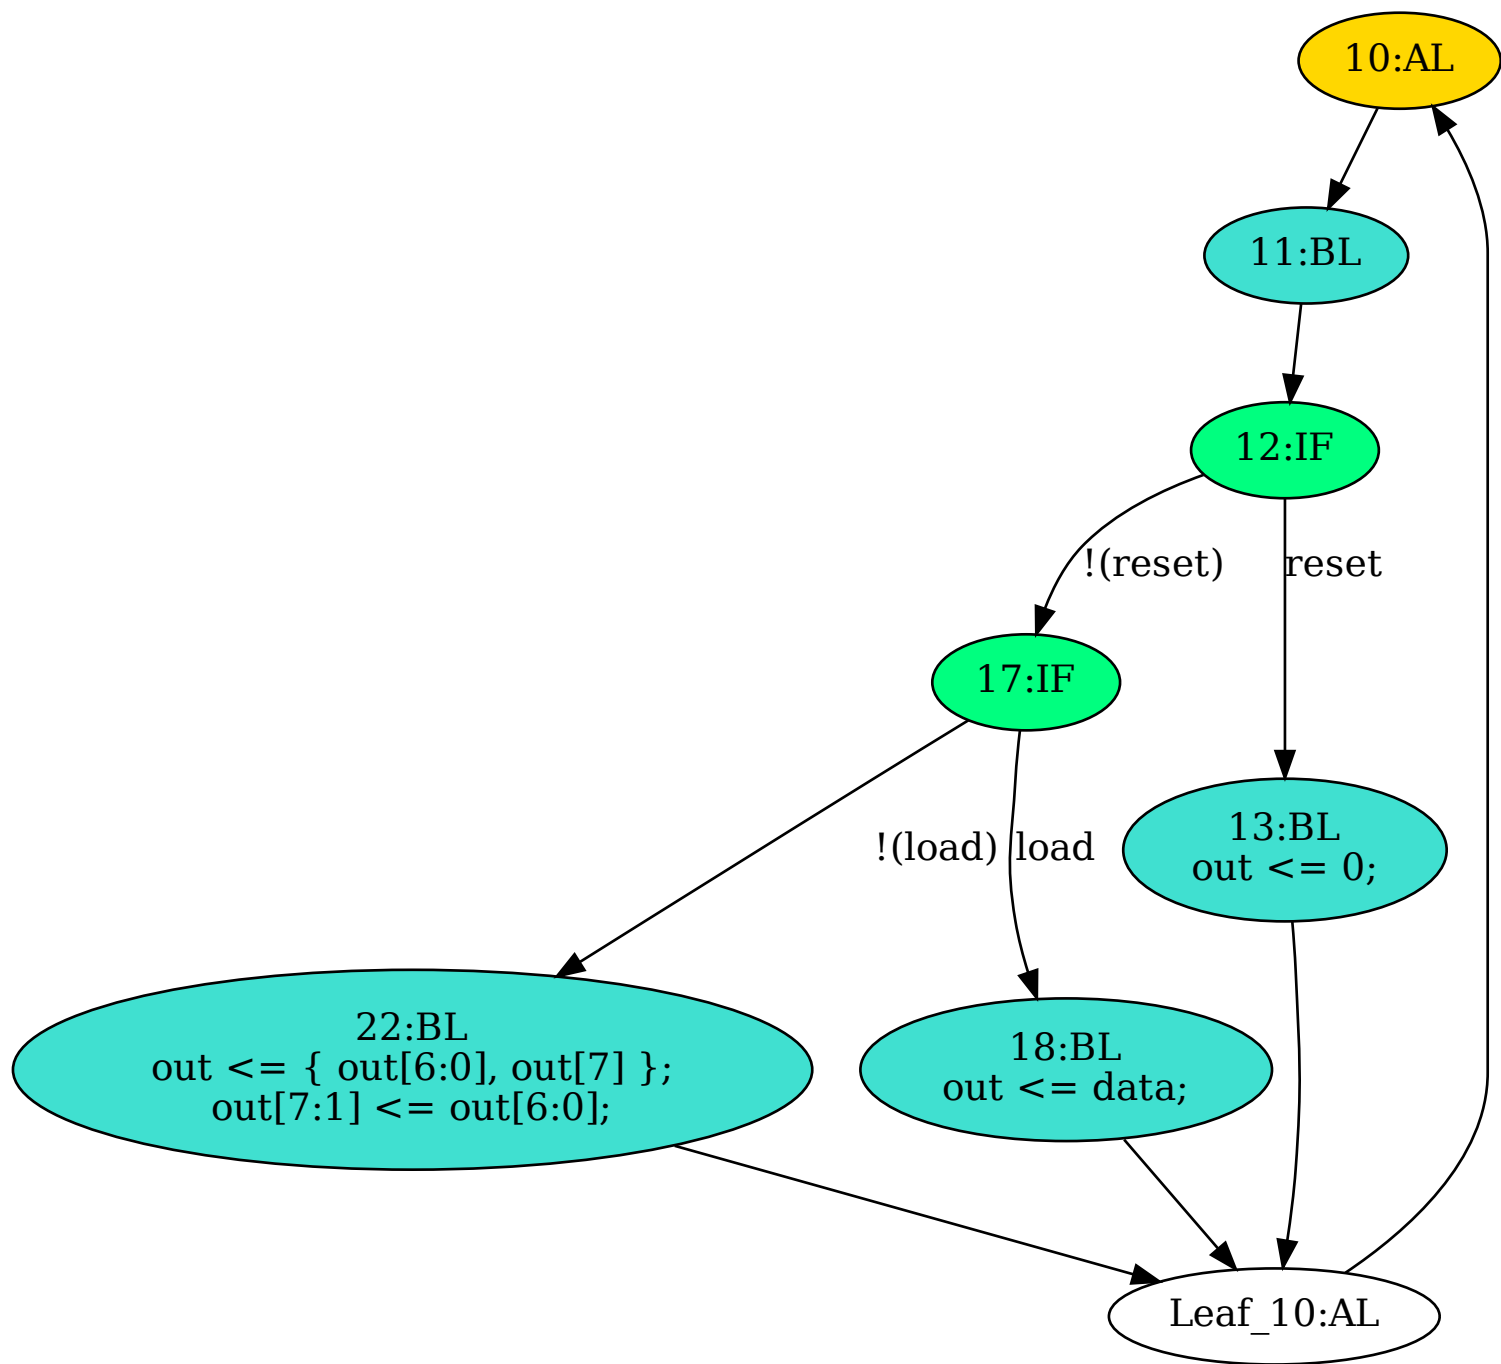 10:AL
11:BL
12:IF
!(reset)
reset
17:IF
!(load)
load
13:BL
out <= 0;
22:BL
out <= { out[6:0], out[7] };
out[7:1] <= out[6:0];
18:BL
out <= data;
Leaf_10:AL